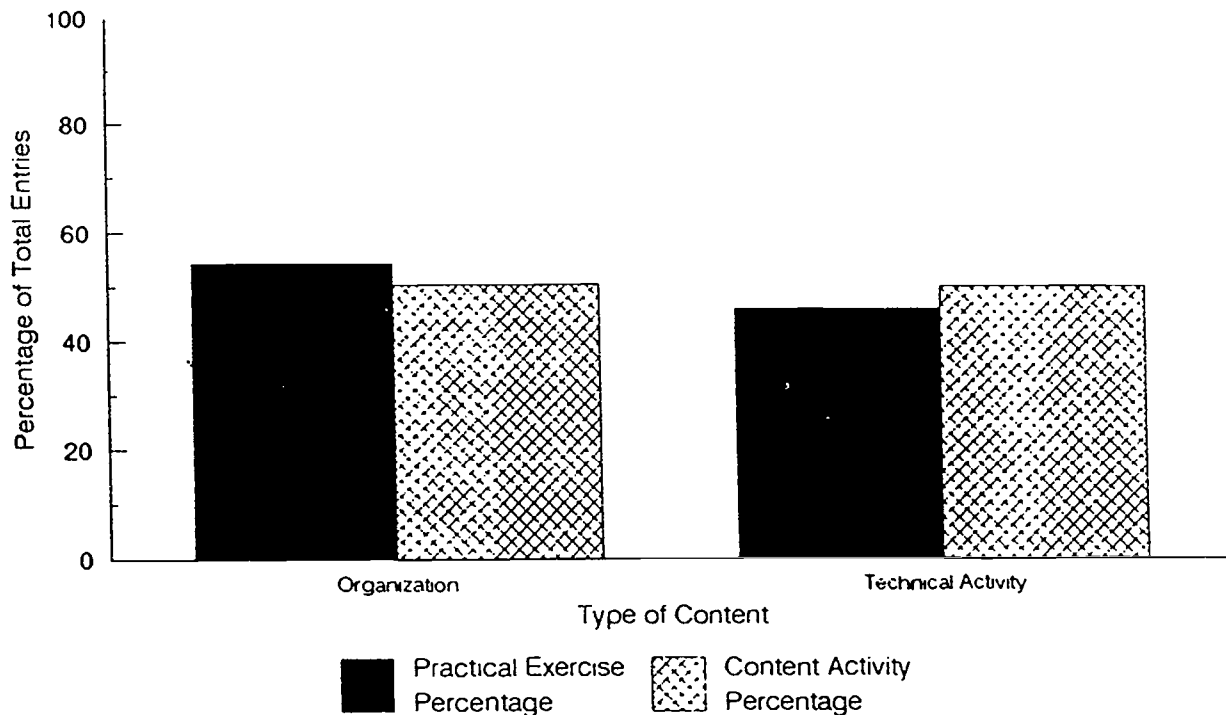 100
80
60
40
20
0
Percentage of Total Entries
Organization
Technical Activity
Type of Content
Practical Exercise
Percentage
Content Activity
Percentage